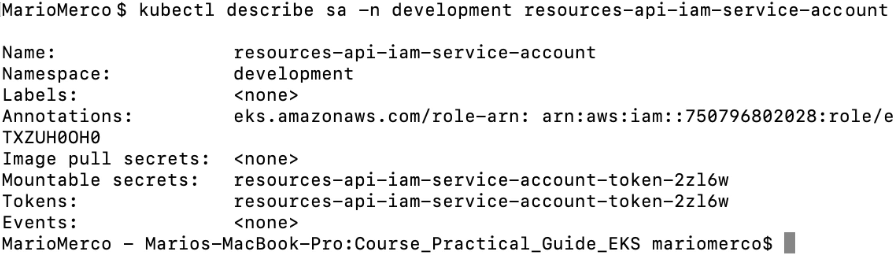 MarioMerco$ kubectl describe sa -n development resources-api-iam-service-account
Name: resources-api-iam-service-account
Namespace: development
Labels: <none>
Annotations: eks.amazonaws.com/role-arn: arn:aws:iam::750796802028:role/e
TXZUH0OH0
Image pull secrets: <none>
Mountable secrets: resources-api-iam-service-account-token-2zl6w
Tokens: resources-api-iam-service-account-token-2zl6w
Events: <none>
MarioMerco - Marios-MacBook-Pro:Course_Practical_Guide_EKS mariomerco$